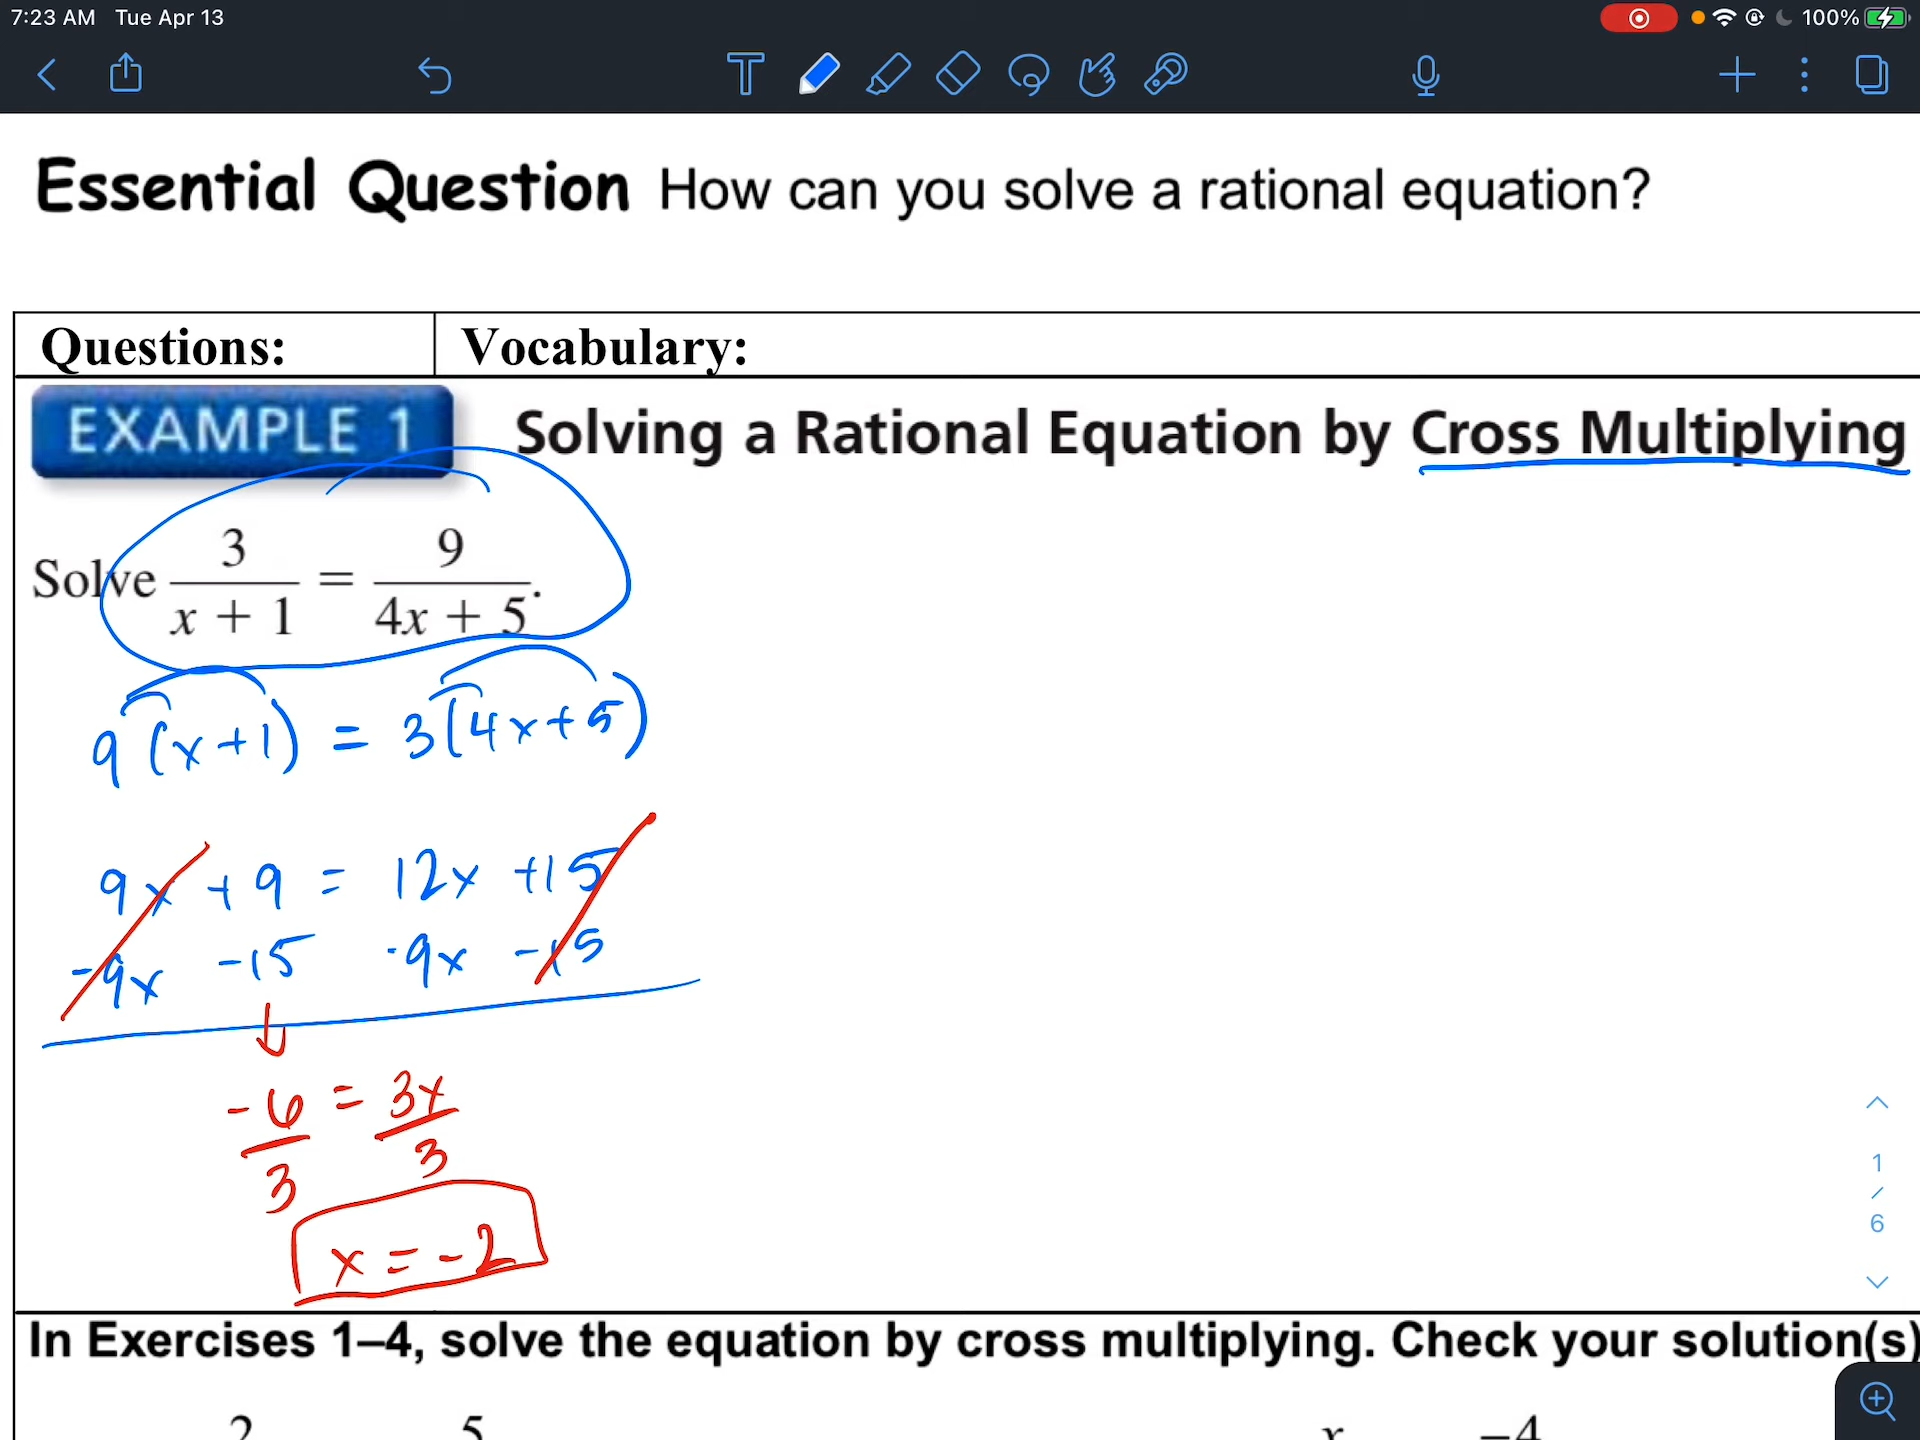 7:23 AM Tue Apr 13 100%
Essential Question How can you solve a rational equation?
Questions: Vocabulary:
EXAMPLE 1 Solving a Rational Equation by Cross Multiplying
3 9
Solve = .
x + 1 4x + 5
9(x+1) = 3(4x+5)
9x + 9 = 12x +15
-9x -15 -9x -15
-6 = 3x
3 3
x = -2
1
/
6
In Exercises 1–4, solve the equation by cross multiplying. Check your solution(s)
2 5 x −4